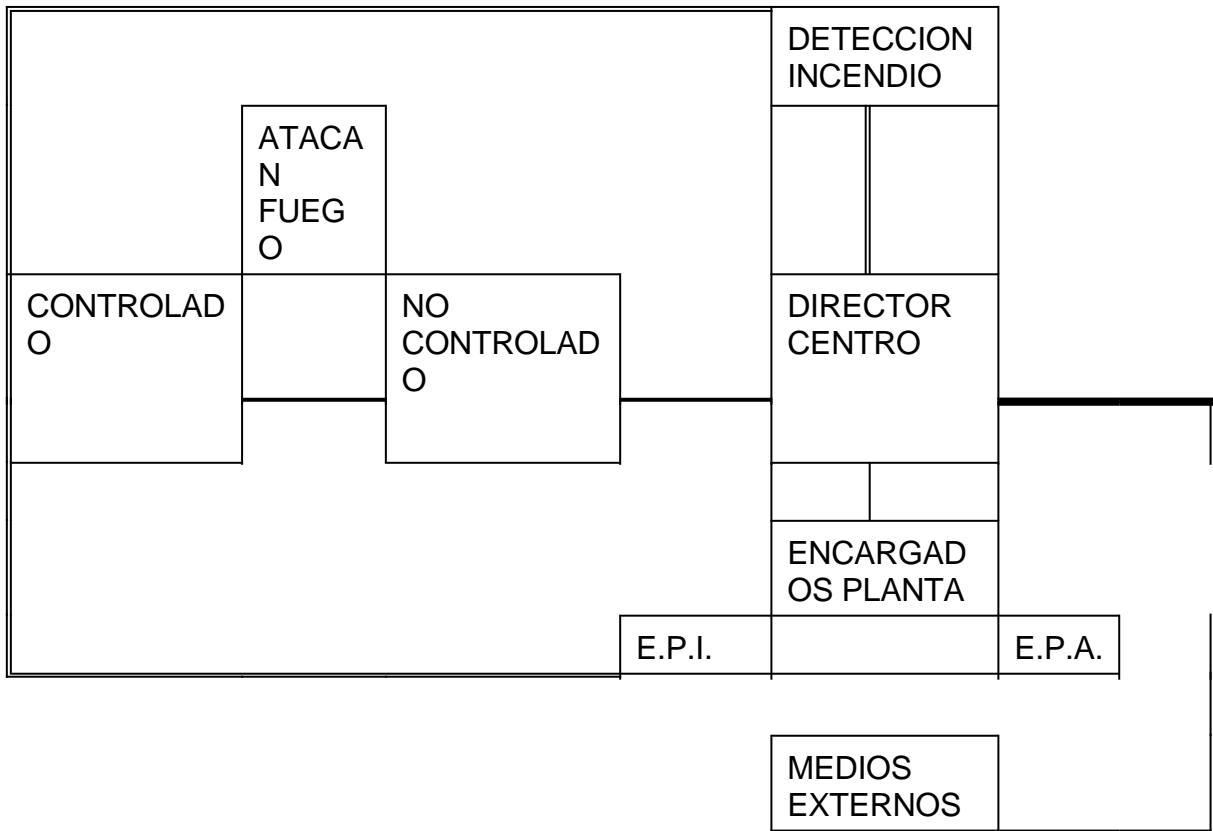 DETECCION
INCENDIO
ATACA
N
FUEG
O
CONTROLAD
O
NO
CONTROLAD
O
DIRECTOR
CENTRO
ENCARGAD
OS PLANTA
E.P.I.
E.P.A.
MEDIOS
EXTERNOS